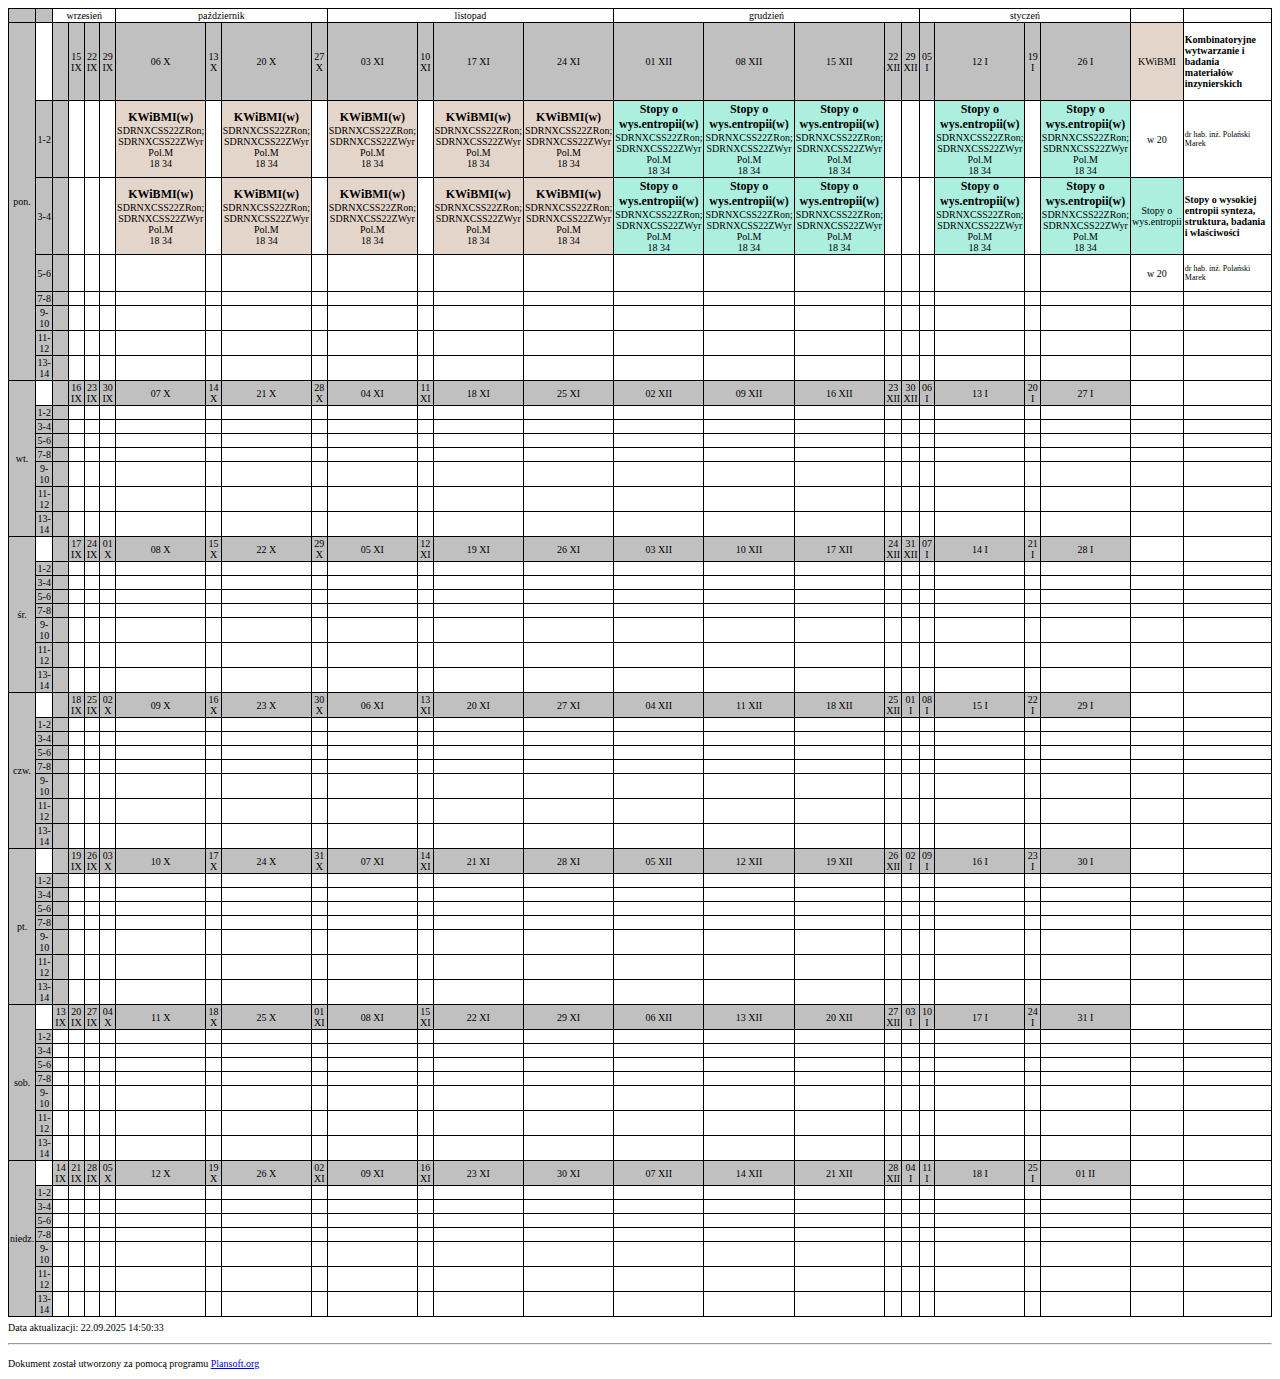 wrzesień październik listopad grudzień styczeń
pon. 15 IX 22 IX 29 IX 06 X 13 X 20 X 27 X 03 XI 10 XI 17 XI 24 XI 01 XII 08 XII 15 XII 22 XII 29 XII 05 I 12 I 19 I 26 I KWiBMI Kombinatoryjne wytwarzanie i badania materiałów inzynierskich
1-2 KWiBMI(w) KWiBMI(w) KWiBMI(w) KWiBMI(w) KWiBMI(w) Stopy o wys.entropii(w) Stopy o wys.entropii(w) Stopy o wys.entropii(w) Stopy o wys.entropii(w) Stopy o wys.entropii(w) w 20 dr hab. inż. Polański Marek
SDRNXCSS22ZRon; SDRNXCSS22ZRon; SDRNXCSS22ZRon; SDRNXCSS22ZRon; SDRNXCSS22ZRon; SDRNXCSS22ZRon; SDRNXCSS22ZRon; SDRNXCSS22ZRon; SDRNXCSS22ZRon; SDRNXCSS22ZRon;
SDRNXCSS22ZWyr SDRNXCSS22ZWyr SDRNXCSS22ZWyr SDRNXCSS22ZWyr SDRNXCSS22ZWyr SDRNXCSS22ZWyr SDRNXCSS22ZWyr SDRNXCSS22ZWyr SDRNXCSS22ZWyr SDRNXCSS22ZWyr
Pol.M Pol.M Pol.M Pol.M Pol.M Pol.M Pol.M Pol.M Pol.M Pol.M
18 34 18 34 18 34 18 34 18 34 18 34 18 34 18 34 18 34 18 34
3-4 KWiBMI(w) KWiBMI(w) KWiBMI(w) KWiBMI(w) KWiBMI(w) Stopy o wys.entropii(w) Stopy o wys.entropii(w) Stopy o wys.entropii(w) Stopy o wys.entropii(w) Stopy o wys.entropii(w) Stopy o wys.entropii Stopy o wysokiej entropii synteza, struktura, badania i właściwości
SDRNXCSS22ZRon; SDRNXCSS22ZRon; SDRNXCSS22ZRon; SDRNXCSS22ZRon; SDRNXCSS22ZRon; SDRNXCSS22ZRon; SDRNXCSS22ZRon; SDRNXCSS22ZRon; SDRNXCSS22ZRon; SDRNXCSS22ZRon;
SDRNXCSS22ZWyr SDRNXCSS22ZWyr SDRNXCSS22ZWyr SDRNXCSS22ZWyr SDRNXCSS22ZWyr SDRNXCSS22ZWyr SDRNXCSS22ZWyr SDRNXCSS22ZWyr SDRNXCSS22ZWyr SDRNXCSS22ZWyr
Pol.M Pol.M Pol.M Pol.M Pol.M Pol.M Pol.M Pol.M Pol.M Pol.M
18 34 18 34 18 34 18 34 18 34 18 34 18 34 18 34 18 34 18 34
5-6 w 20 dr hab. inż. Polański Marek
7-8
9-10
11-12
13-14
wt. 16 IX 23 IX 30 IX 07 X 14 X 21 X 28 X 04 XI 11 XI 18 XI 25 XI 02 XII 09 XII 16 XII 23 XII 30 XII 06 I 13 I 20 I 27 I
1-2
3-4
5-6
7-8
9-10
11-12
13-14
śr. 17 IX 24 IX 01 X 08 X 15 X 22 X 29 X 05 XI 12 XI 19 XI 26 XI 03 XII 10 XII 17 XII 24 XII 31 XII 07 I 14 I 21 I 28 I
1-2
3-4
5-6
7-8
9-10
11-12
13-14
czw. 18 IX 25 IX 02 X 09 X 16 X 23 X 30 X 06 XI 13 XI 20 XI 27 XI 04 XII 11 XII 18 XII 25 XII 01 I 08 I 15 I 22 I 29 I
1-2
3-4
5-6
7-8
9-10
11-12
13-14
pt. 19 IX 26 IX 03 X 10 X 17 X 24 X 31 X 07 XI 14 XI 21 XI 28 XI 05 XII 12 XII 19 XII 26 XII 02 I 09 I 16 I 23 I 30 I
1-2
3-4
5-6
7-8
9-10
11-12
13-14
sob. 13 IX 20 IX 27 IX 04 X 11 X 18 X 25 X 01 XI 08 XI 15 XI 22 XI 29 XI 06 XII 13 XII 20 XII 27 XII 03 I 10 I 17 I 24 I 31 I
1-2
3-4
5-6
7-8
9-10
11-12
13-14
niedz. 14 IX 21 IX 28 IX 05 X 12 X 19 X 26 X 02 XI 09 XI 16 XI 23 XI 30 XI 07 XII 14 XII 21 XII 28 XII 04 I 11 I 18 I 25 I 01 II
1-2
3-4
5-6
7-8
9-10
11-12
13-14
Data aktualizacji: 22.09.2025 14:50:33
Dokument został utworzony za pomocą programu Plansoft.org